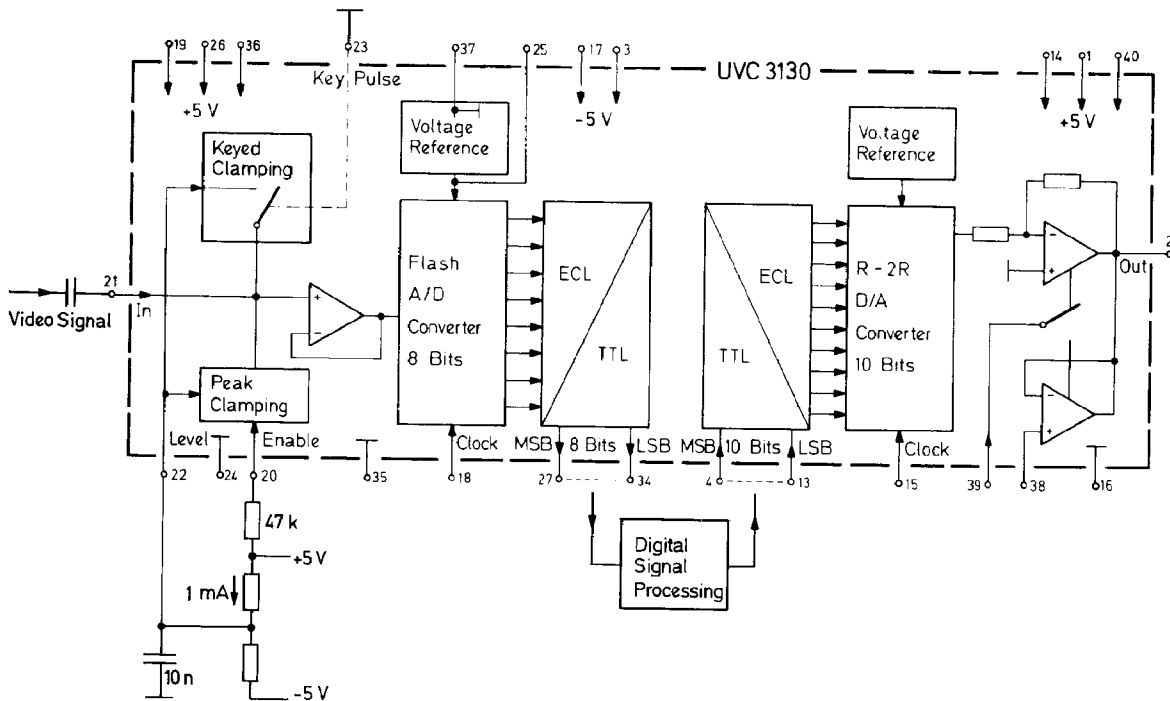 19
26
36
23
37
25
17
3
UVC 3130
14
1
40
Key Pulse
+5 V
-5 V
+5 V
Keyed
Clamping
Voltage
Reference
Voltage
Reference
21
In
Video Signal
+
-
Flash
A/D
Converter
8 Bits
ECL
TTL
ECL
TTL
R-2R
D/A
Converter
10 Bits
-
+
Out
2
Peak
Clamping
-
+
Level
Enable
Clock
MSB
8 Bits
LSB
MSB
10 Bits
LSB
Clock
22
24
20
35
18
27
34
4
13
15
39
38
16
47 k
+5 V
1 mA
10 n
-5 V
Digital
Signal
Processing